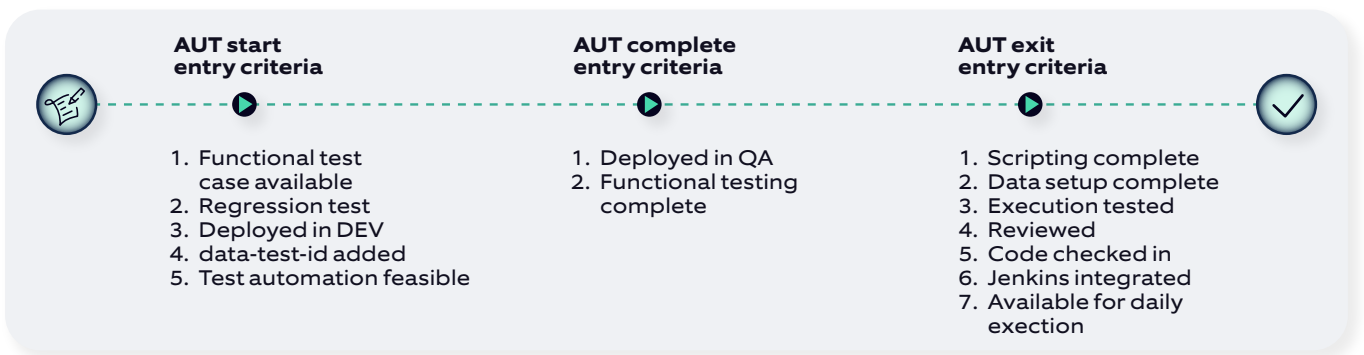 AUT start
entry criteria
1. Functional test
case available
2. Regression test
3. Deployed in DEV
4. data-test-id added
5. Test automation feasible
AUT complete
entry criteria
1. Deployed in QA
2. Functional testing
complete
AUT exit
entry criteria
1. Scripting complete
2. Data setup complete
3. Execution tested
4. Reviewed
5. Code checked in
6. Jenkins integrated
7. Available for daily
exection